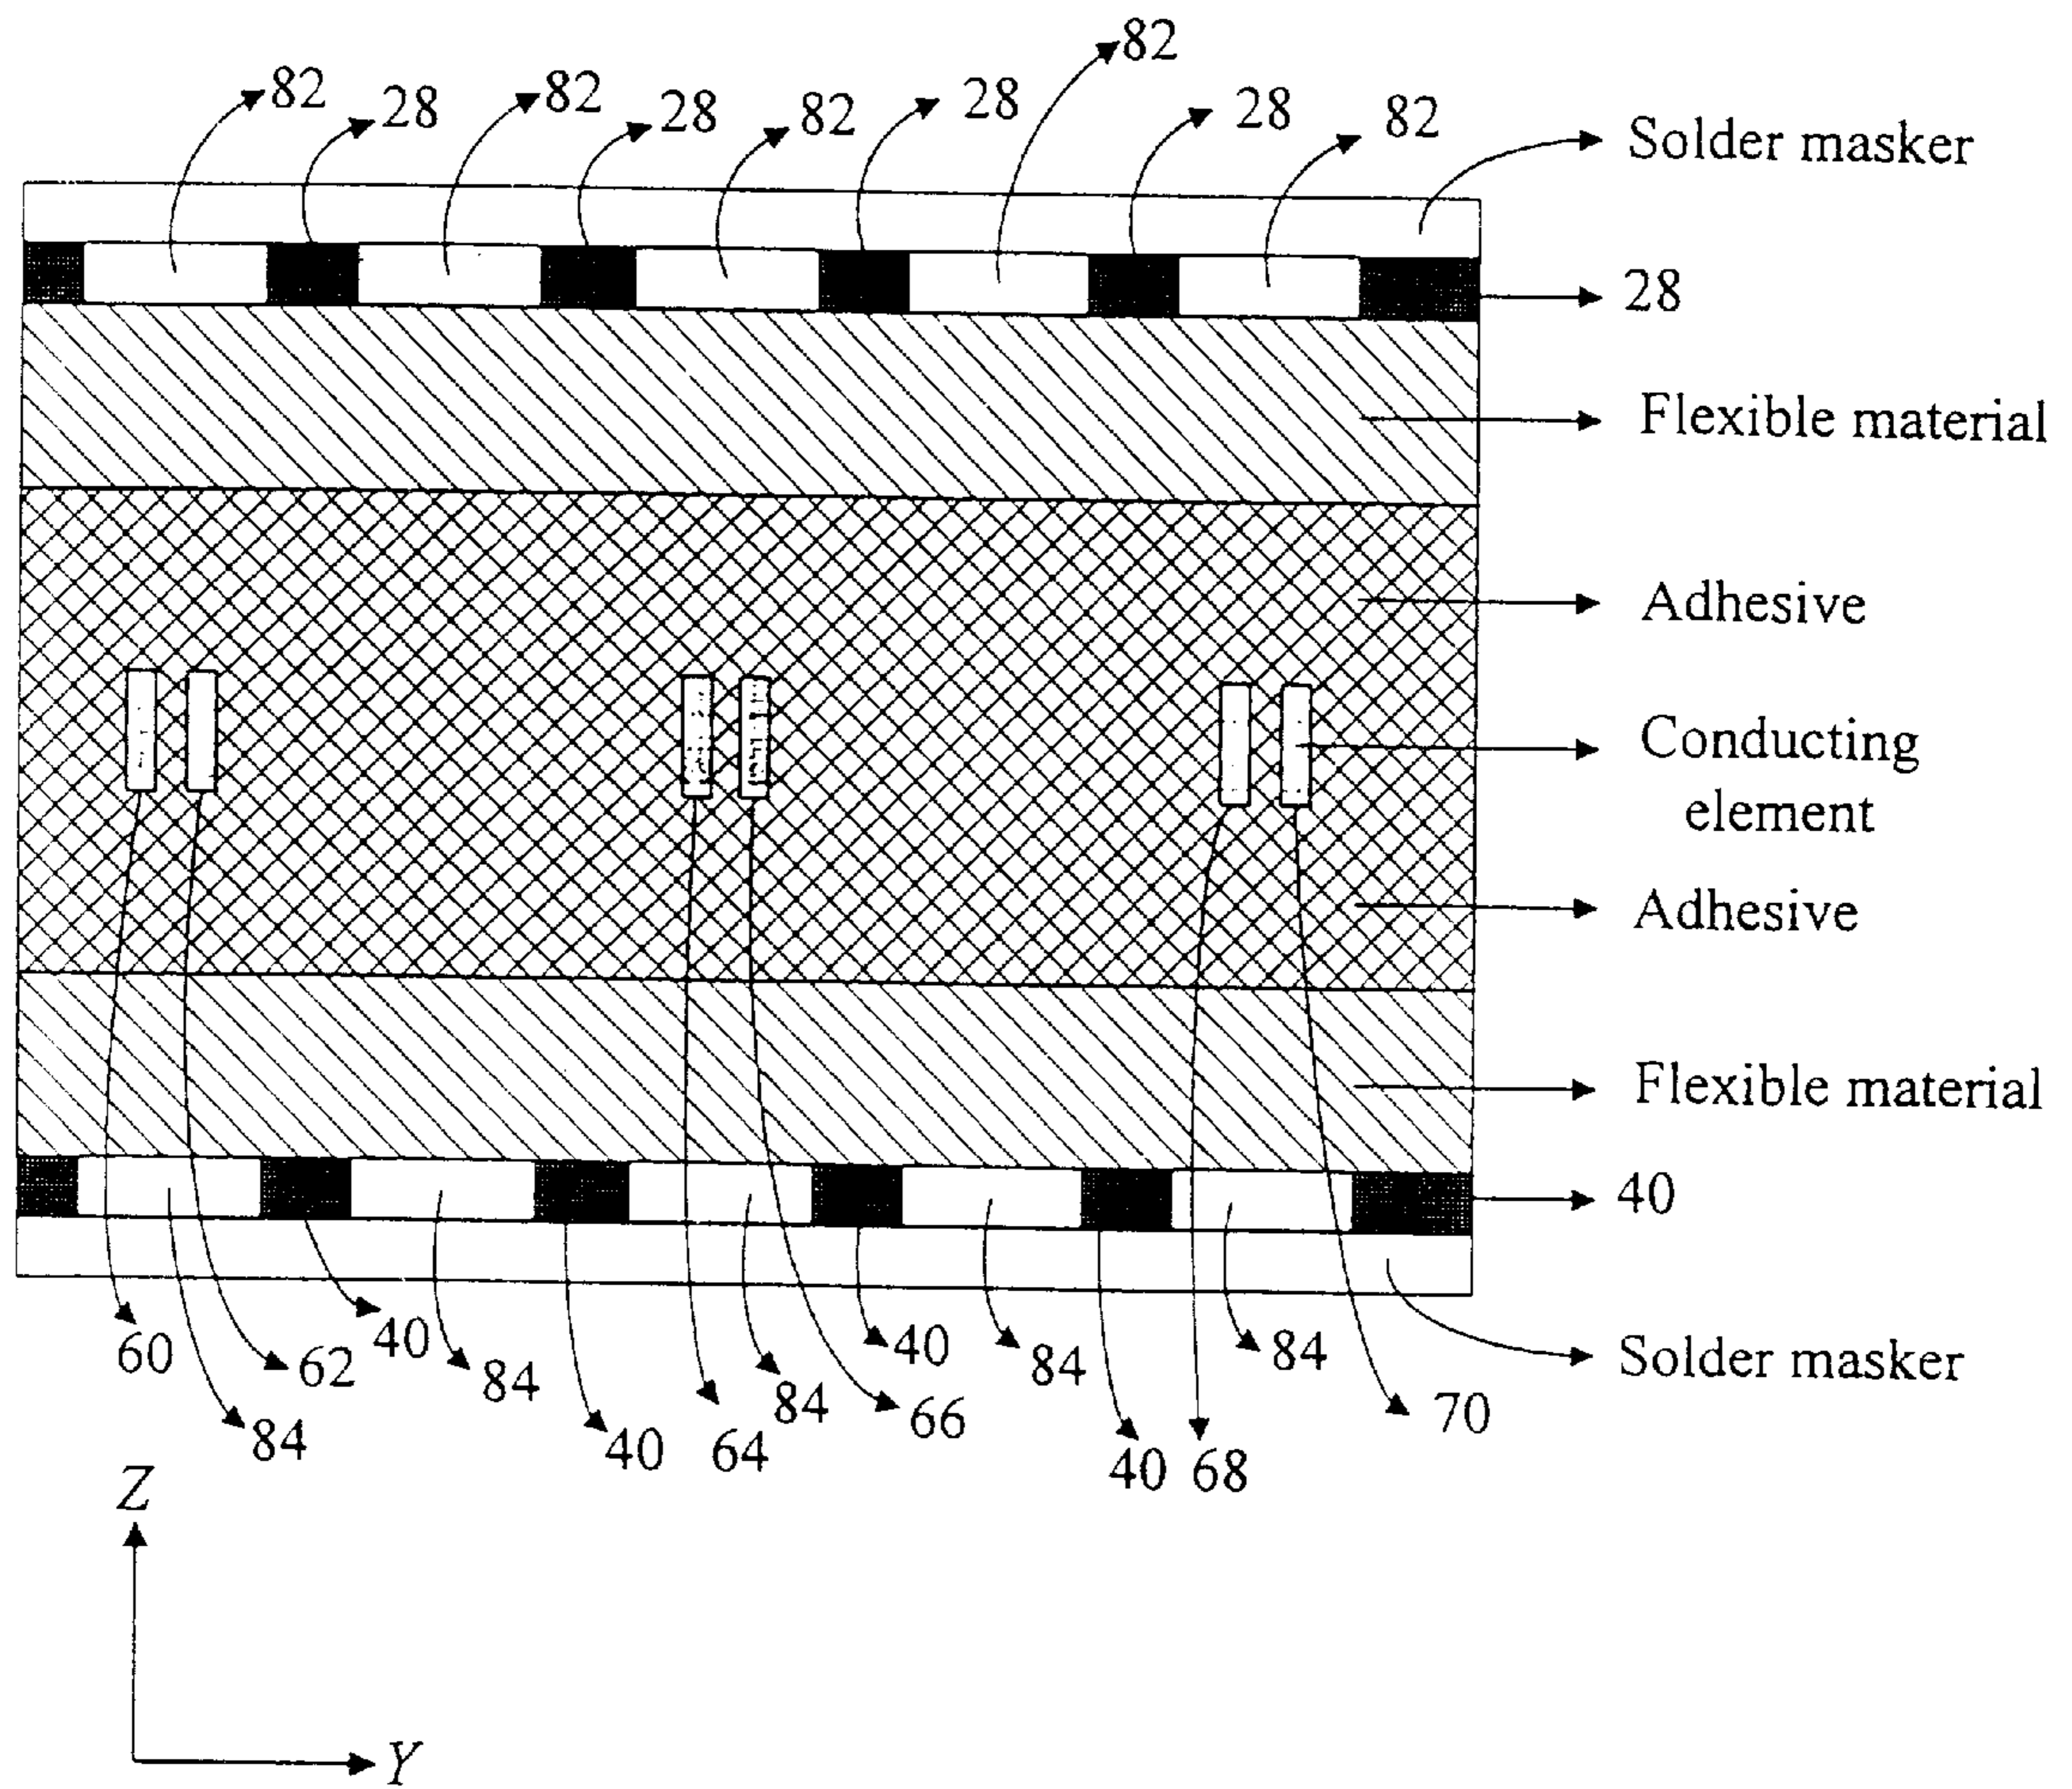 82
82
28
82
28
82
28
28
82
Solder masker
28
Flexible material
Adhesive
Conducting
element
Adhesive
Flexible material
40
60
62
40
84
84
40
64
84
40
66
84
40
68
84
70
Solder masker
Z
Y